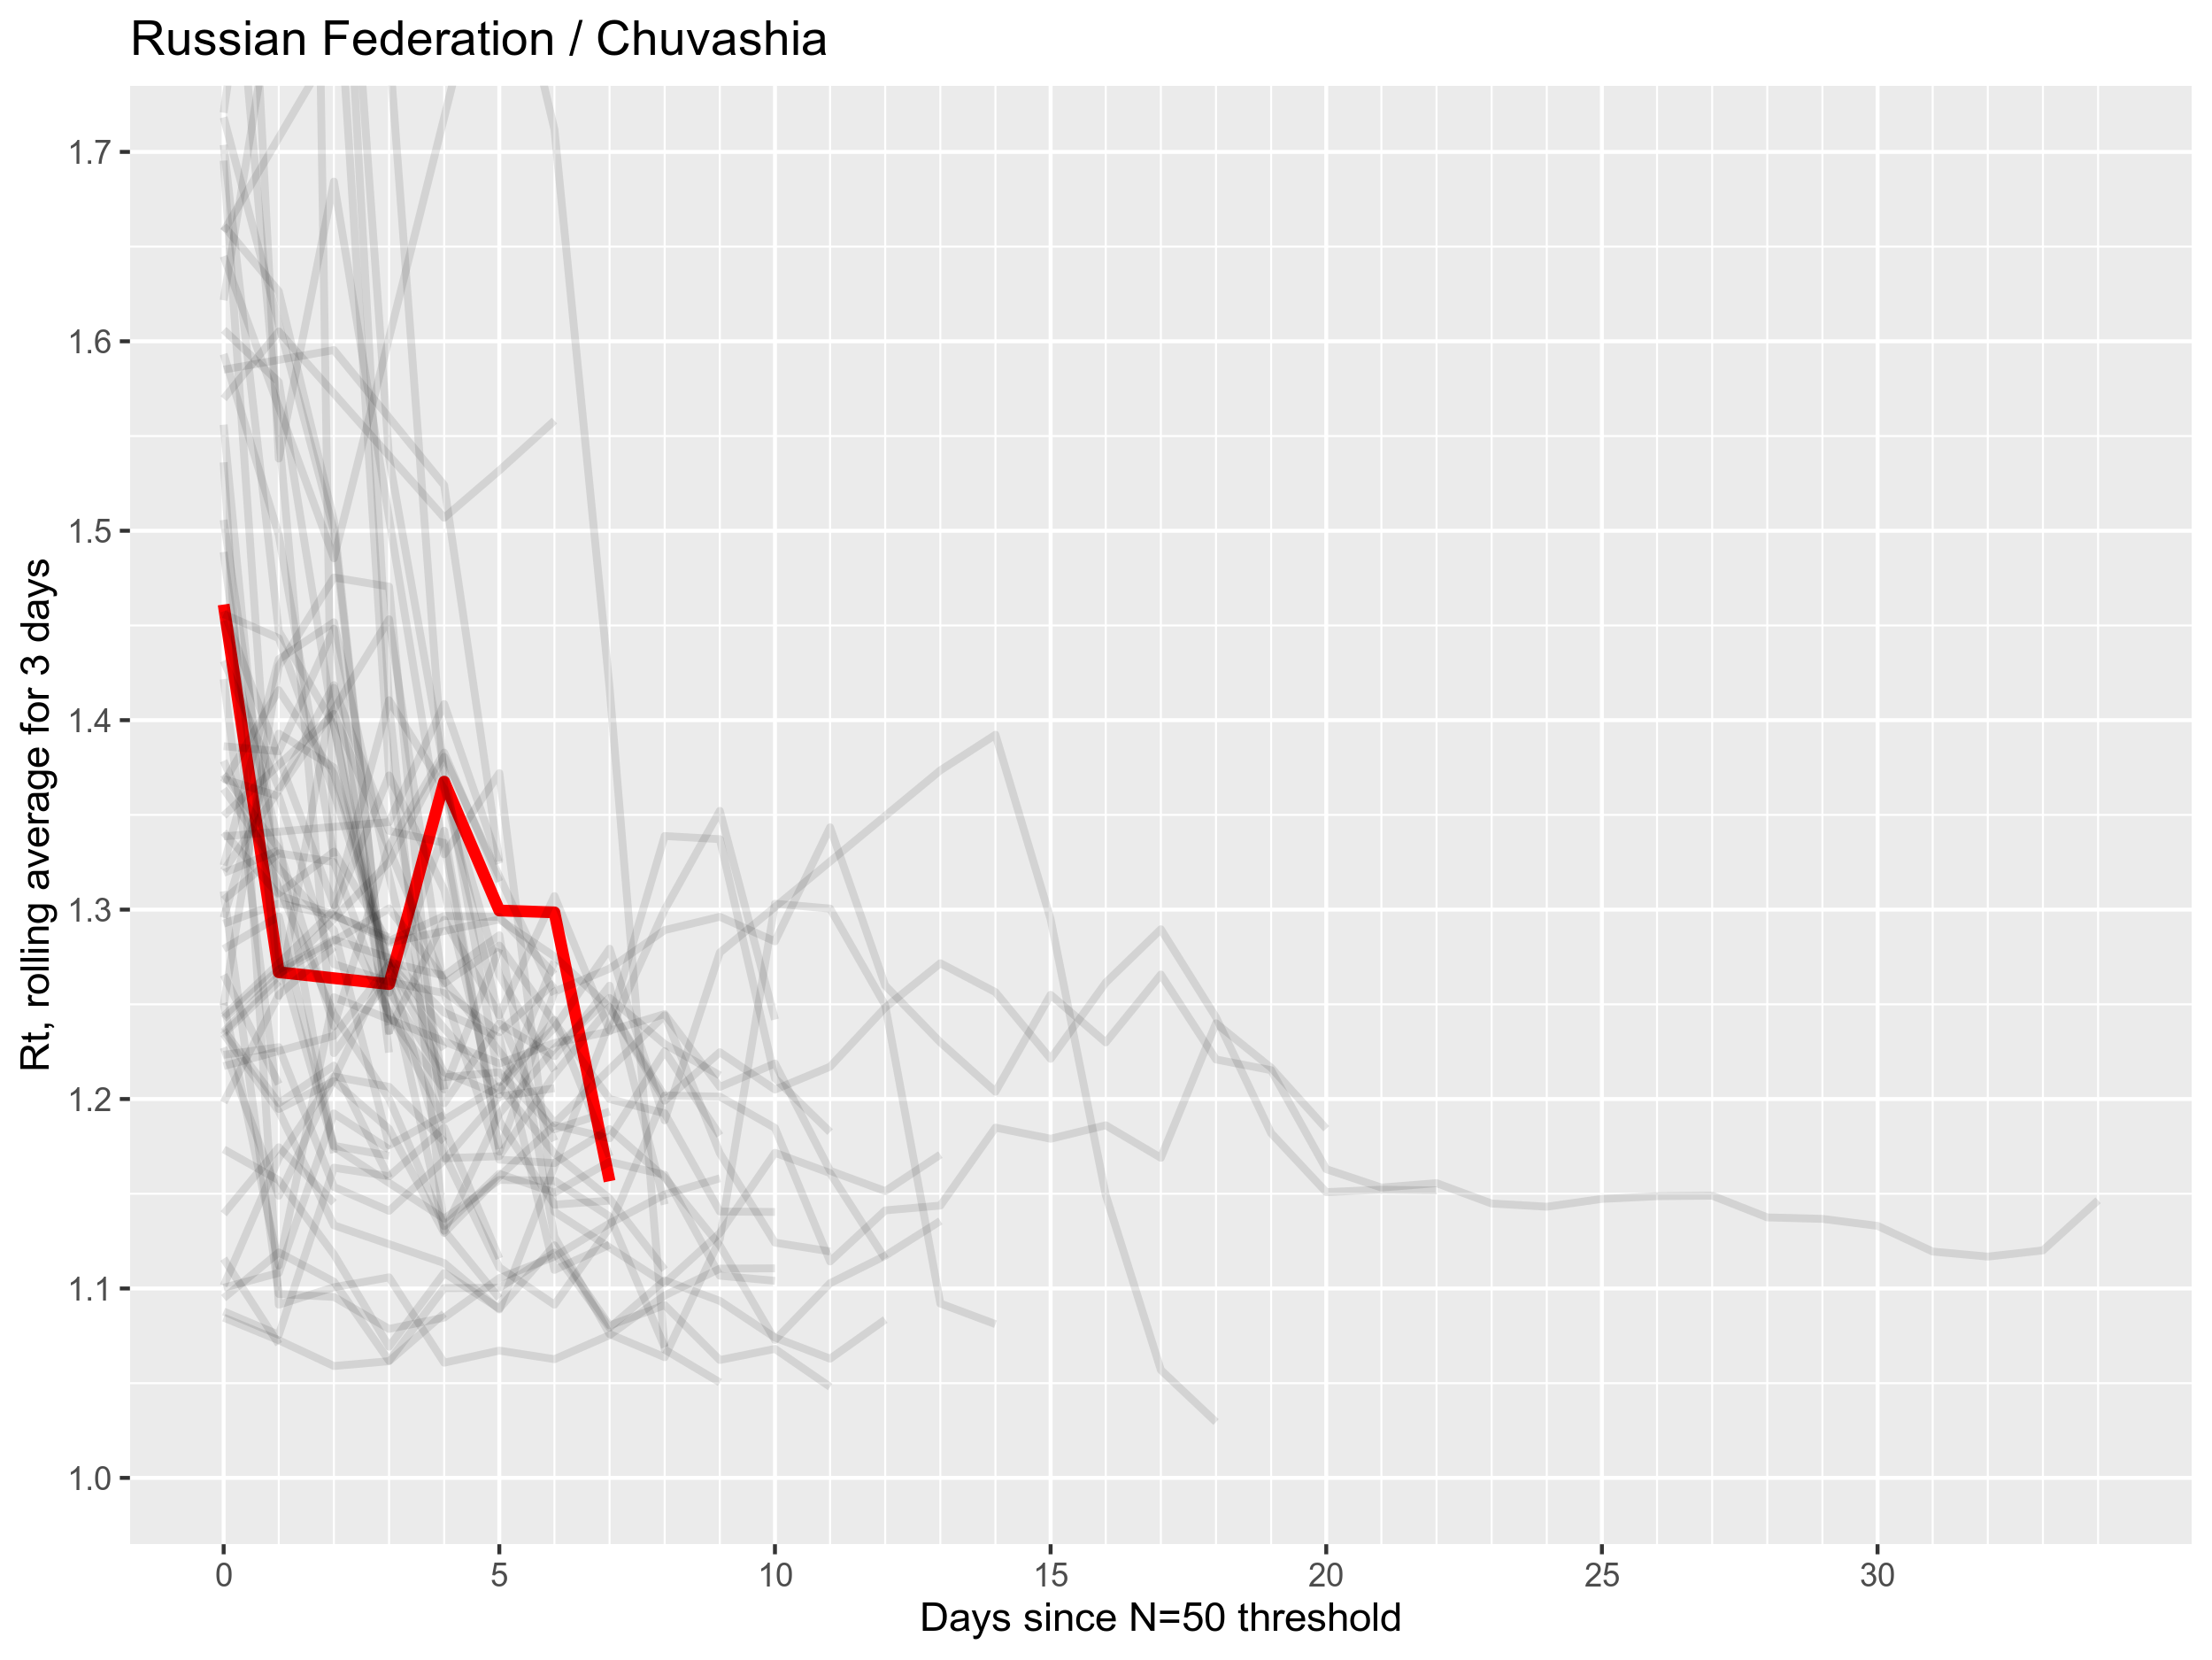 Russian Federation / Chuvashia
Rt, rolling average for 3 days
1.7
1.6
1.5
1.4
1.3
1.2
1.1
1.0
0 5 10 15 20 25 30
Days since N=50 threshold